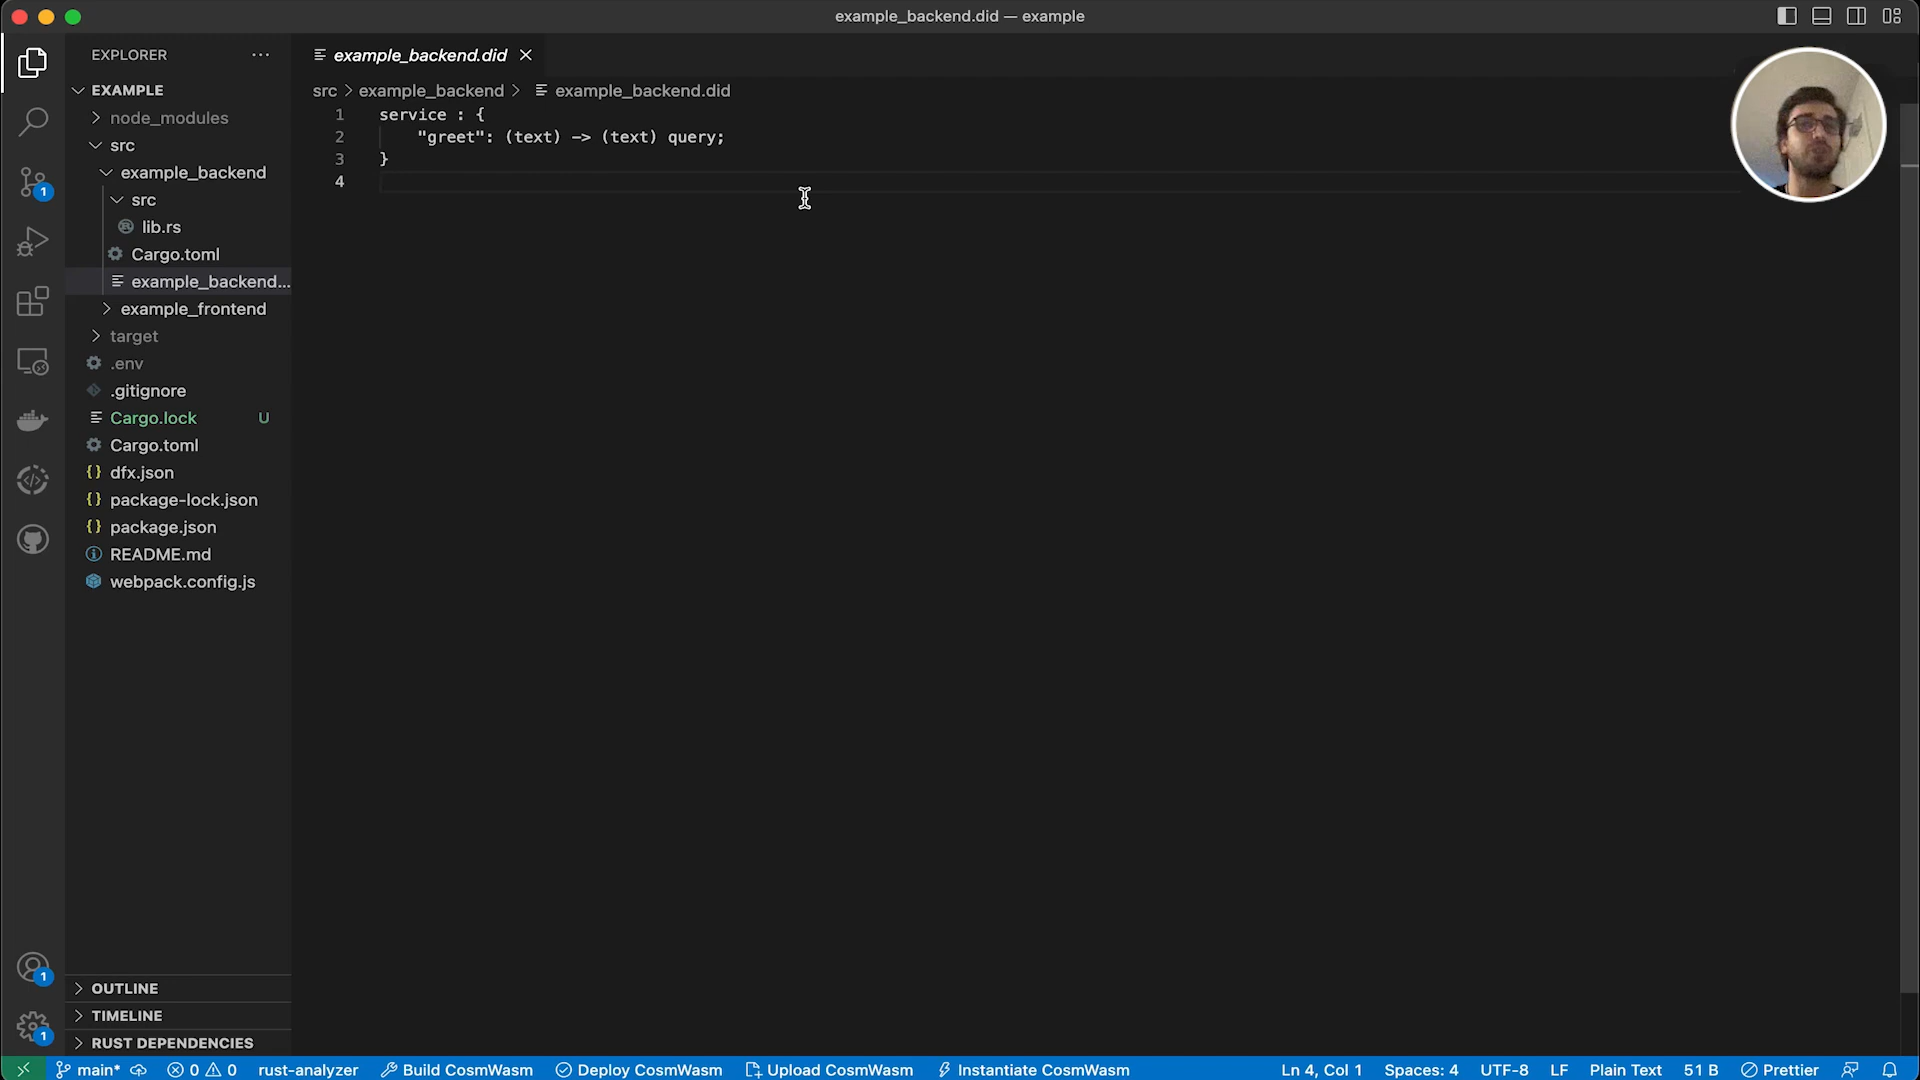 example_backend.did — example
EXPLORER
example_backend.did
EXAMPLE
src
example_backend
example_backend.did
node_modules
src
example_backend
src
lib.rs
Cargo.toml
example_backend...
example_frontend
target
.env
.gitignore
Cargo.lock U
Cargo.toml
dfx.json
package-lock.json
package.json
README.md
webpack.config.js
1 service : {
2 "greet": (text) -> (text) query;
3 }
4
1
1
1
OUTLINE
TIMELINE
RUST DEPENDENCIES
main* 0 0 rust-analyzer Build CosmWasm Deploy CosmWasm Upload CosmWasm Instantiate CosmWasm Ln 4, Col 1 Spaces: 4 UTF-8 LF Plain Text 51 B Prettier